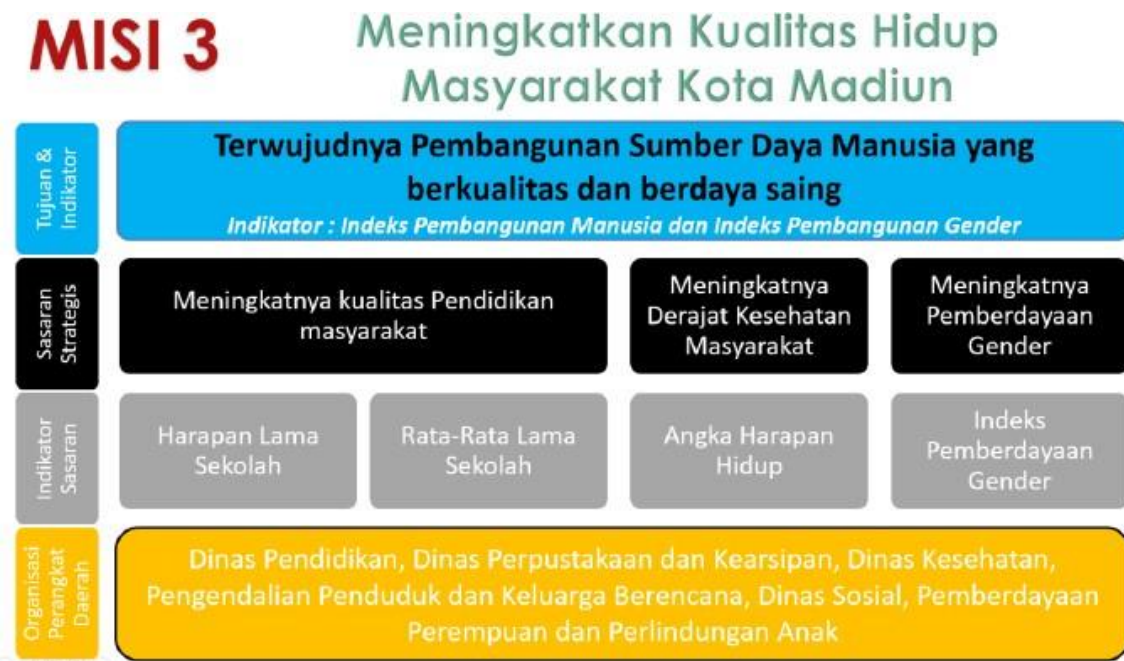 MISI 3
Meningkatkan Kualitas Hidup
Masyarakat Kota Madiun
Tujuan &
Indikator
Terwujudnya Pembangunan Sumber Daya Manusia yang
berkualitas dan berdaya saing
Indikator : Indeks Pembangunan Manusia dan Indeks Pembangunan Gender
Sasaran
Strategis
Meningkatnya kualitas Pendidikan
masyarakat
Meningkatnya
Derajat Kesehatan
Masyarakat
Meningkatnya
Pemberdayaan
Gender
Indikator
Sasaran
Harapan Lama
Sekolah
Rata-Rata Lama
Sekolah
Angka Harapan
Hidup
Indeks
Pemberdayaan
Gender
Organisasi
Perangkat
Daerah
Dinas Pendidikan, Dinas Perpustakaan dan Kearsipan, Dinas Kesehatan,
Pengendalian Penduduk dan Keluarga Berencana, Dinas Sosial, Pemberdayaan
Perempuan dan Perlindungan Anak